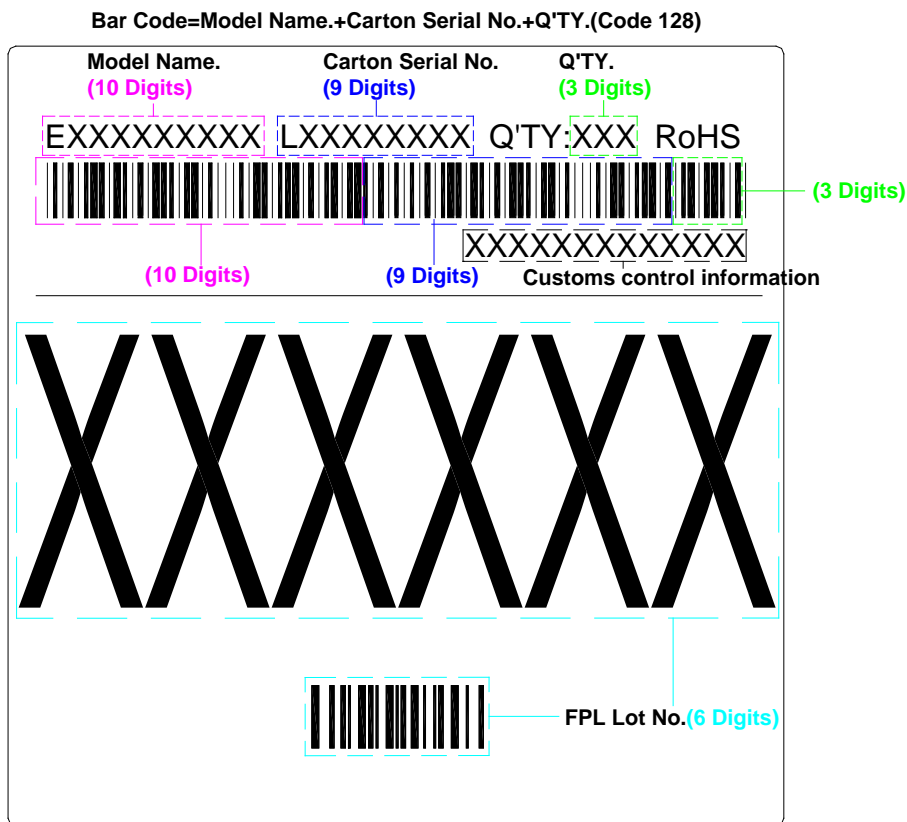 Bar Code=Model Name.+Carton Serial No.+Q'TY.(Code 128)
Model Name. Carton Serial No. Q'TY.
(10 Digits) (9 Digits) (3 Digits)
EXXXXXXXXX LXXXXXXXX Q'TY:XXX RoHS
(3 Digits)
XXXXXXXXXXXXX
(10 Digits) (9 Digits) Customs control information
XXXXXX
FPL Lot No.(6 Digits)